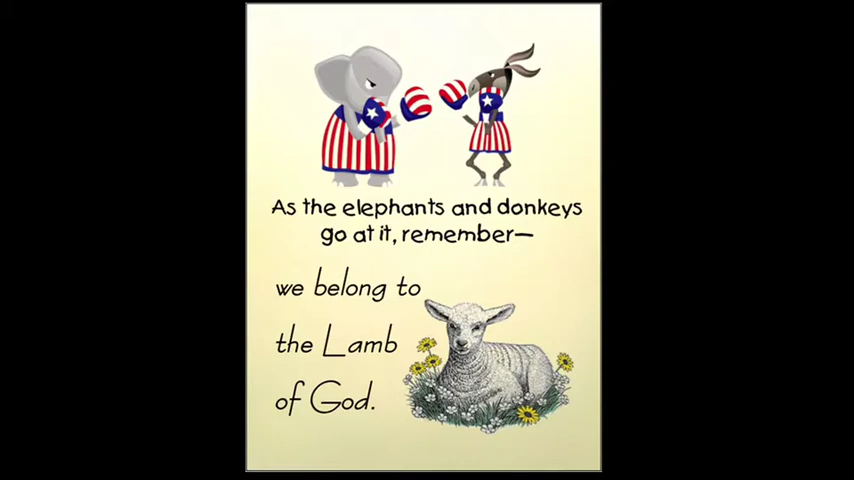 As the elephants and donkeys
go at it, remember—
we belong to
the Lamb
of God.